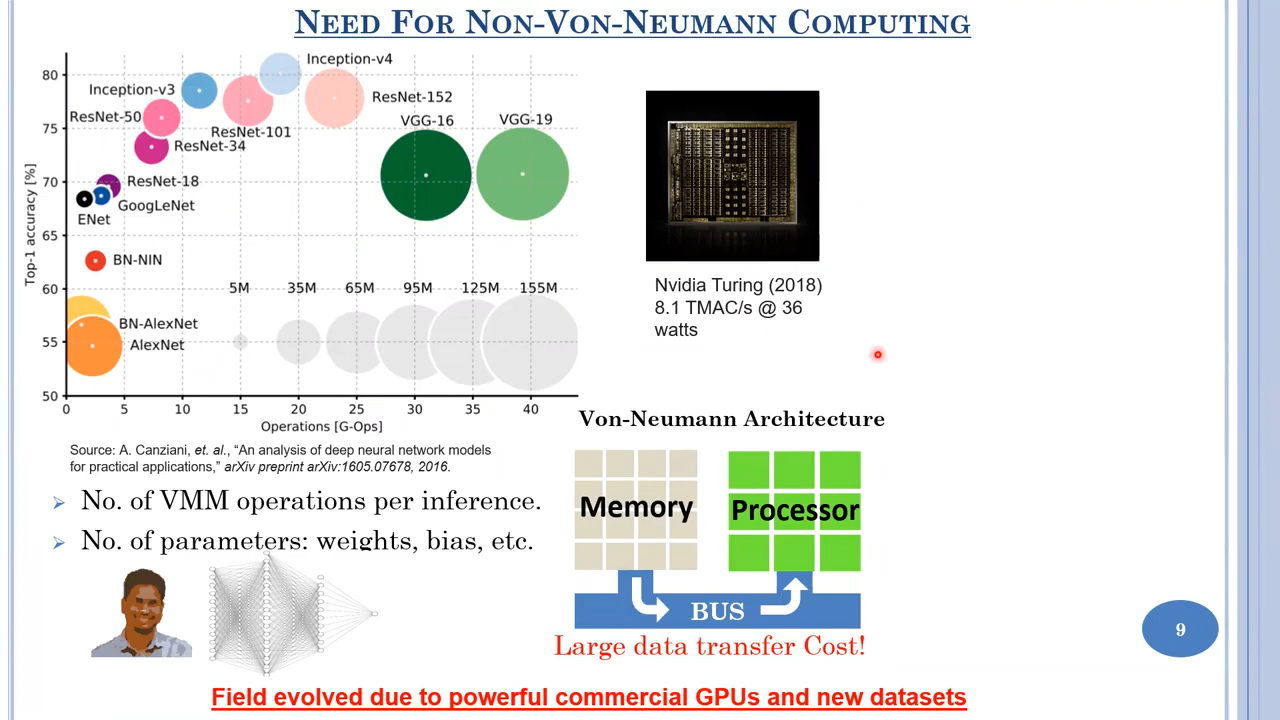 NEED FOR NON-VON-NEUMANN COMPUTING
Top-1 accuracy [%]
80
75
70
65
60
55
50
Inception-v4
Inception-v3
ResNet-152
ResNet-50
VGG-16
VGG-19
ResNet-101
ResNet-34
ResNet-18
GoogLeNet
ENet
BN-NIN
5M 35M 65M 95M 125M 155M
BN-AlexNet
AlexNet
0 5 10 15 20 25 30 35 40
Operations [G-Ops]
Source: A. Canziani, et. al., “An analysis of deep neural network models
for practical applications,” arXiv preprint arXiv:1605.07678, 2016.
No. of VMM operations per inference.
No. of parameters: weights, bias, etc.
Nvidia Turing (2018)
8.1 TMAC/s @ 36
watts
Von-Neumann Architecture
Memory
Processor
BUS
Large data transfer Cost!
9
Field evolved due to powerful commercial GPUs and new datasets